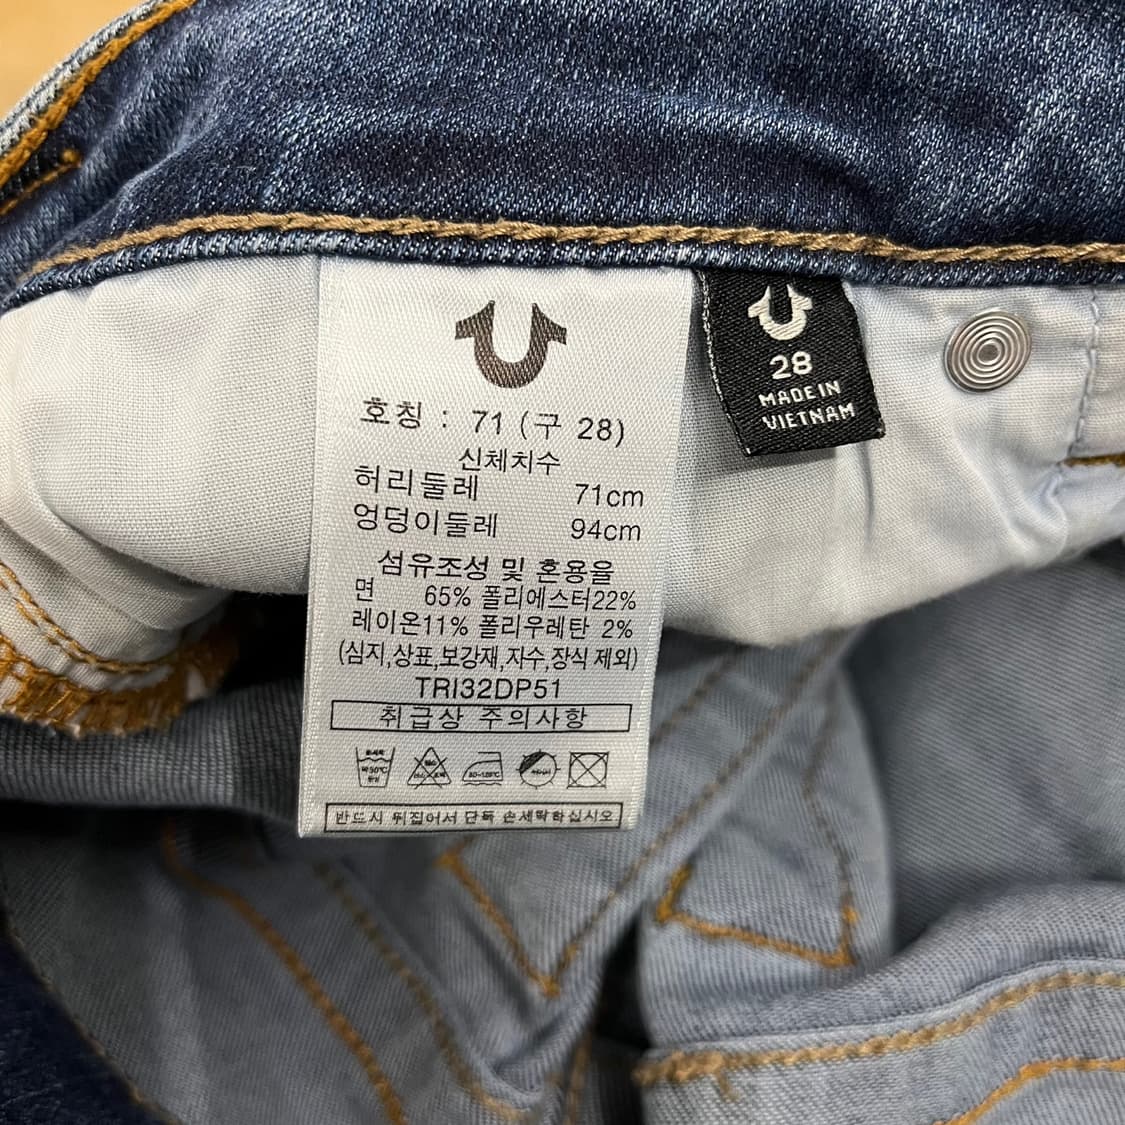 호칭 : 71 (구 28)
신체치수
허리둘레 71cm
엉덩이둘레 94cm
섬유조성 및 혼용율
면 65% 폴리에스터22%
레이온11% 폴리우레탄 2%
(심지,상표,보강재,자수,장식 제외)
TRI32DP51
취급상 주의사항
80~120℃
반드시 뒤집어서 단독 손세탁하십시오
28
MADE IN
VIETNAM